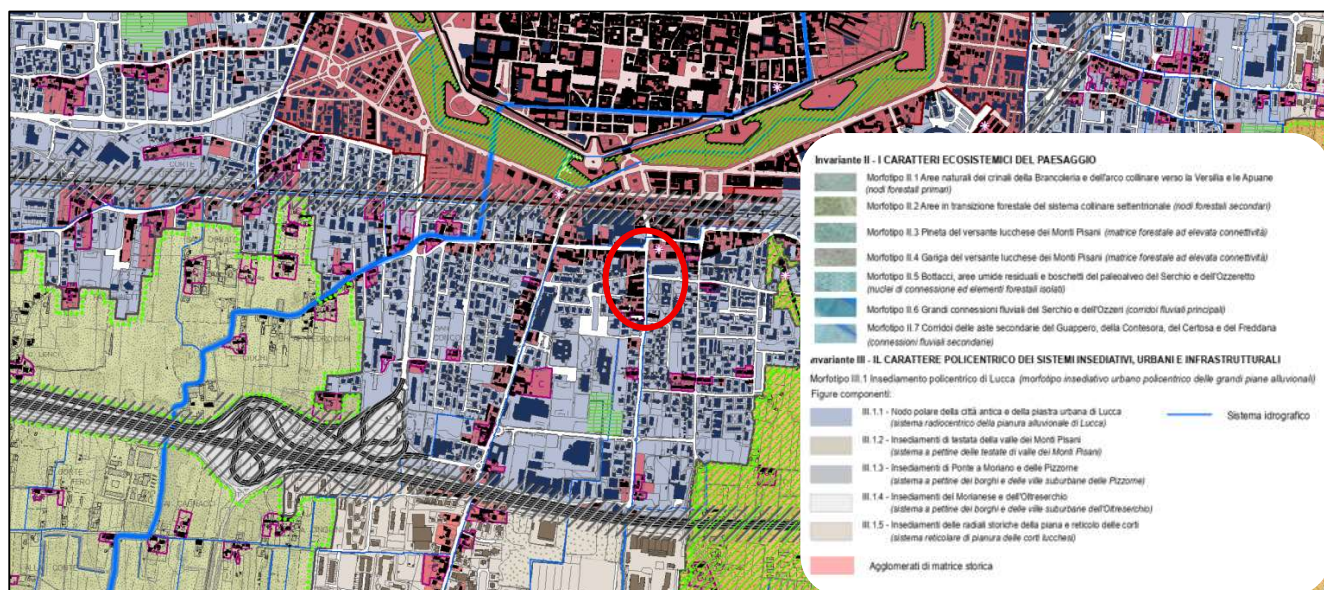 CORTE
Invariante II - I CARATTERI ECOSISTEMICI DEL PAESAGGIO
Morfotipo II.1 Aree naturali dei crinali della Brancoleria e dell'arco collinare verso la Versilia e le Apuane
(nodi forestali primari)
Morfotipo II.2 Aree in transizione forestale del sistema collinare settentrionale (nodi forestali secondari)
Morfotipo II.3 Pineta del versante lucchese dei Monti Pisani (matrice forestale ad elevata connettività)
Morfotipo II.4 Gariga del versante lucchese dei Monti Pisani (matrice forestale ad elevata connettività)
Morfotipo II.5 Bottacci, aree umide residuali e boschetti del paleoalveo del Serchio e dell'Ozzeretto
(nuclei di connessione ed elementi forestali isolati)
Morfotipo II.6 Grandi connessioni fluviali del Serchio e dell'Ozzeri (corridoi fluviali principali)
Morfotipo II.7 Corridoi delle aste secondarie del Guappero, della Contesora, del Certosa e del Freddana
(connessioni fluviali secondarie)
nvariante III - IL CARATTERE POLICENTRICO DEI SISTEMI INSEDIATIVI, URBANI E INFRASTRUTTURALI
Morfotipo III.1 Insediamento policentrico di Lucca (morfotipo insediativo urbano policentrico delle grandi piane alluvionali)
Figure componenti:
III.1.1 - Nodo polare della città antica e della piastra urbana di Lucca
(sistema radiocentrico della pianura alluvionale di Lucca)
Sistema idrografico
III.1.2 - Insediamenti di testata della valle dei Monti Pisani
(sistema a pettine delle testate di valle dei Monti Pisani)
III.1.3 - Insediamenti di Ponte a Moriano e delle Pizzorne
(sistema a pettine dei borghi e delle ville suburbane delle Pizzorne)
III.1.4 - Insediamenti del Morianese e dell'Oltreserchio
(sistema a pettine dei borghi e delle ville suburbane dell'Oltreserchio)
III.1.5 - Insediamenti delle radiali storiche della piana e reticolo delle corti
(sistema reticolare di pianura delle corti lucchesi)
Agglomerati di matrice storica